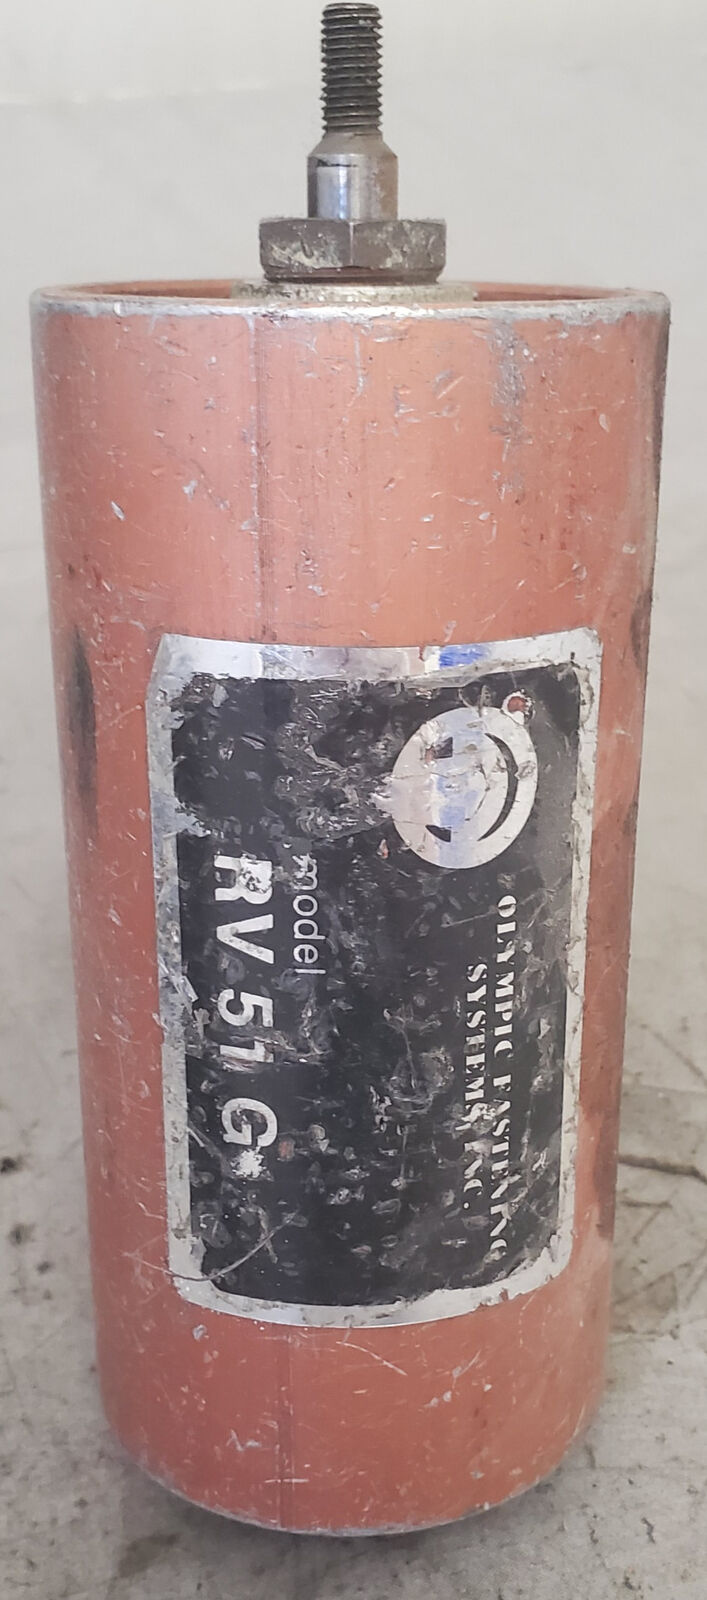 OLYMPIC FASTENING
SYSTEMS INC.
model
RV 51 G